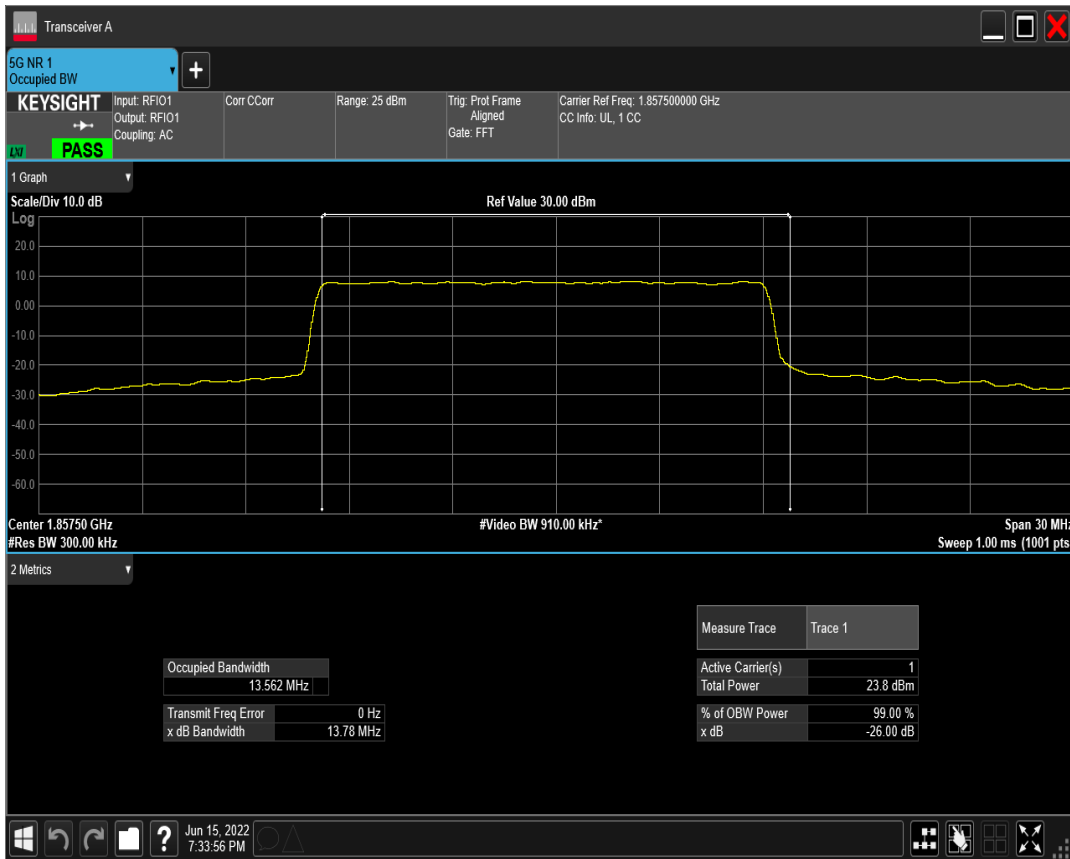 Transceiver A
5G NR 1
Occupied BW
KEYSIGHT
LXI
PASS
Input: RFIO1
Output: RFIO1
Coupling: AC
Corr CCorr
Range: 25 dBm
Trig: Prot Frame
Aligned
Gate: FFT
Carrier Ref Freq: 1.857500000 GHz
CC Info: UL, 1 CC
1 Graph
Scale/Div 10.0 dB
Ref Value 30.00 dBm
Log
20.0
10.0
0.00
-10.0
-20.0
-30.0
-40.0
-50.0
-60.0
Center 1.85750 GHz
#Video BW 910.00 kHz*
Span 30 MHz
#Res BW 300.00 kHz
Sweep 1.00 ms (1001 pts
2 Metrics
Measure Trace Trace 1
Occupied Bandwidth
13.562 MHz
Active Carrier(s) 1
Total Power 23.8 dBm
Transmit Freq Error 0 Hz
x dB Bandwidth 13.78 MHz
% of OBW Power 99.00 %
x dB -26.00 dB
?
Jun 15, 2022
7:33:56 PM